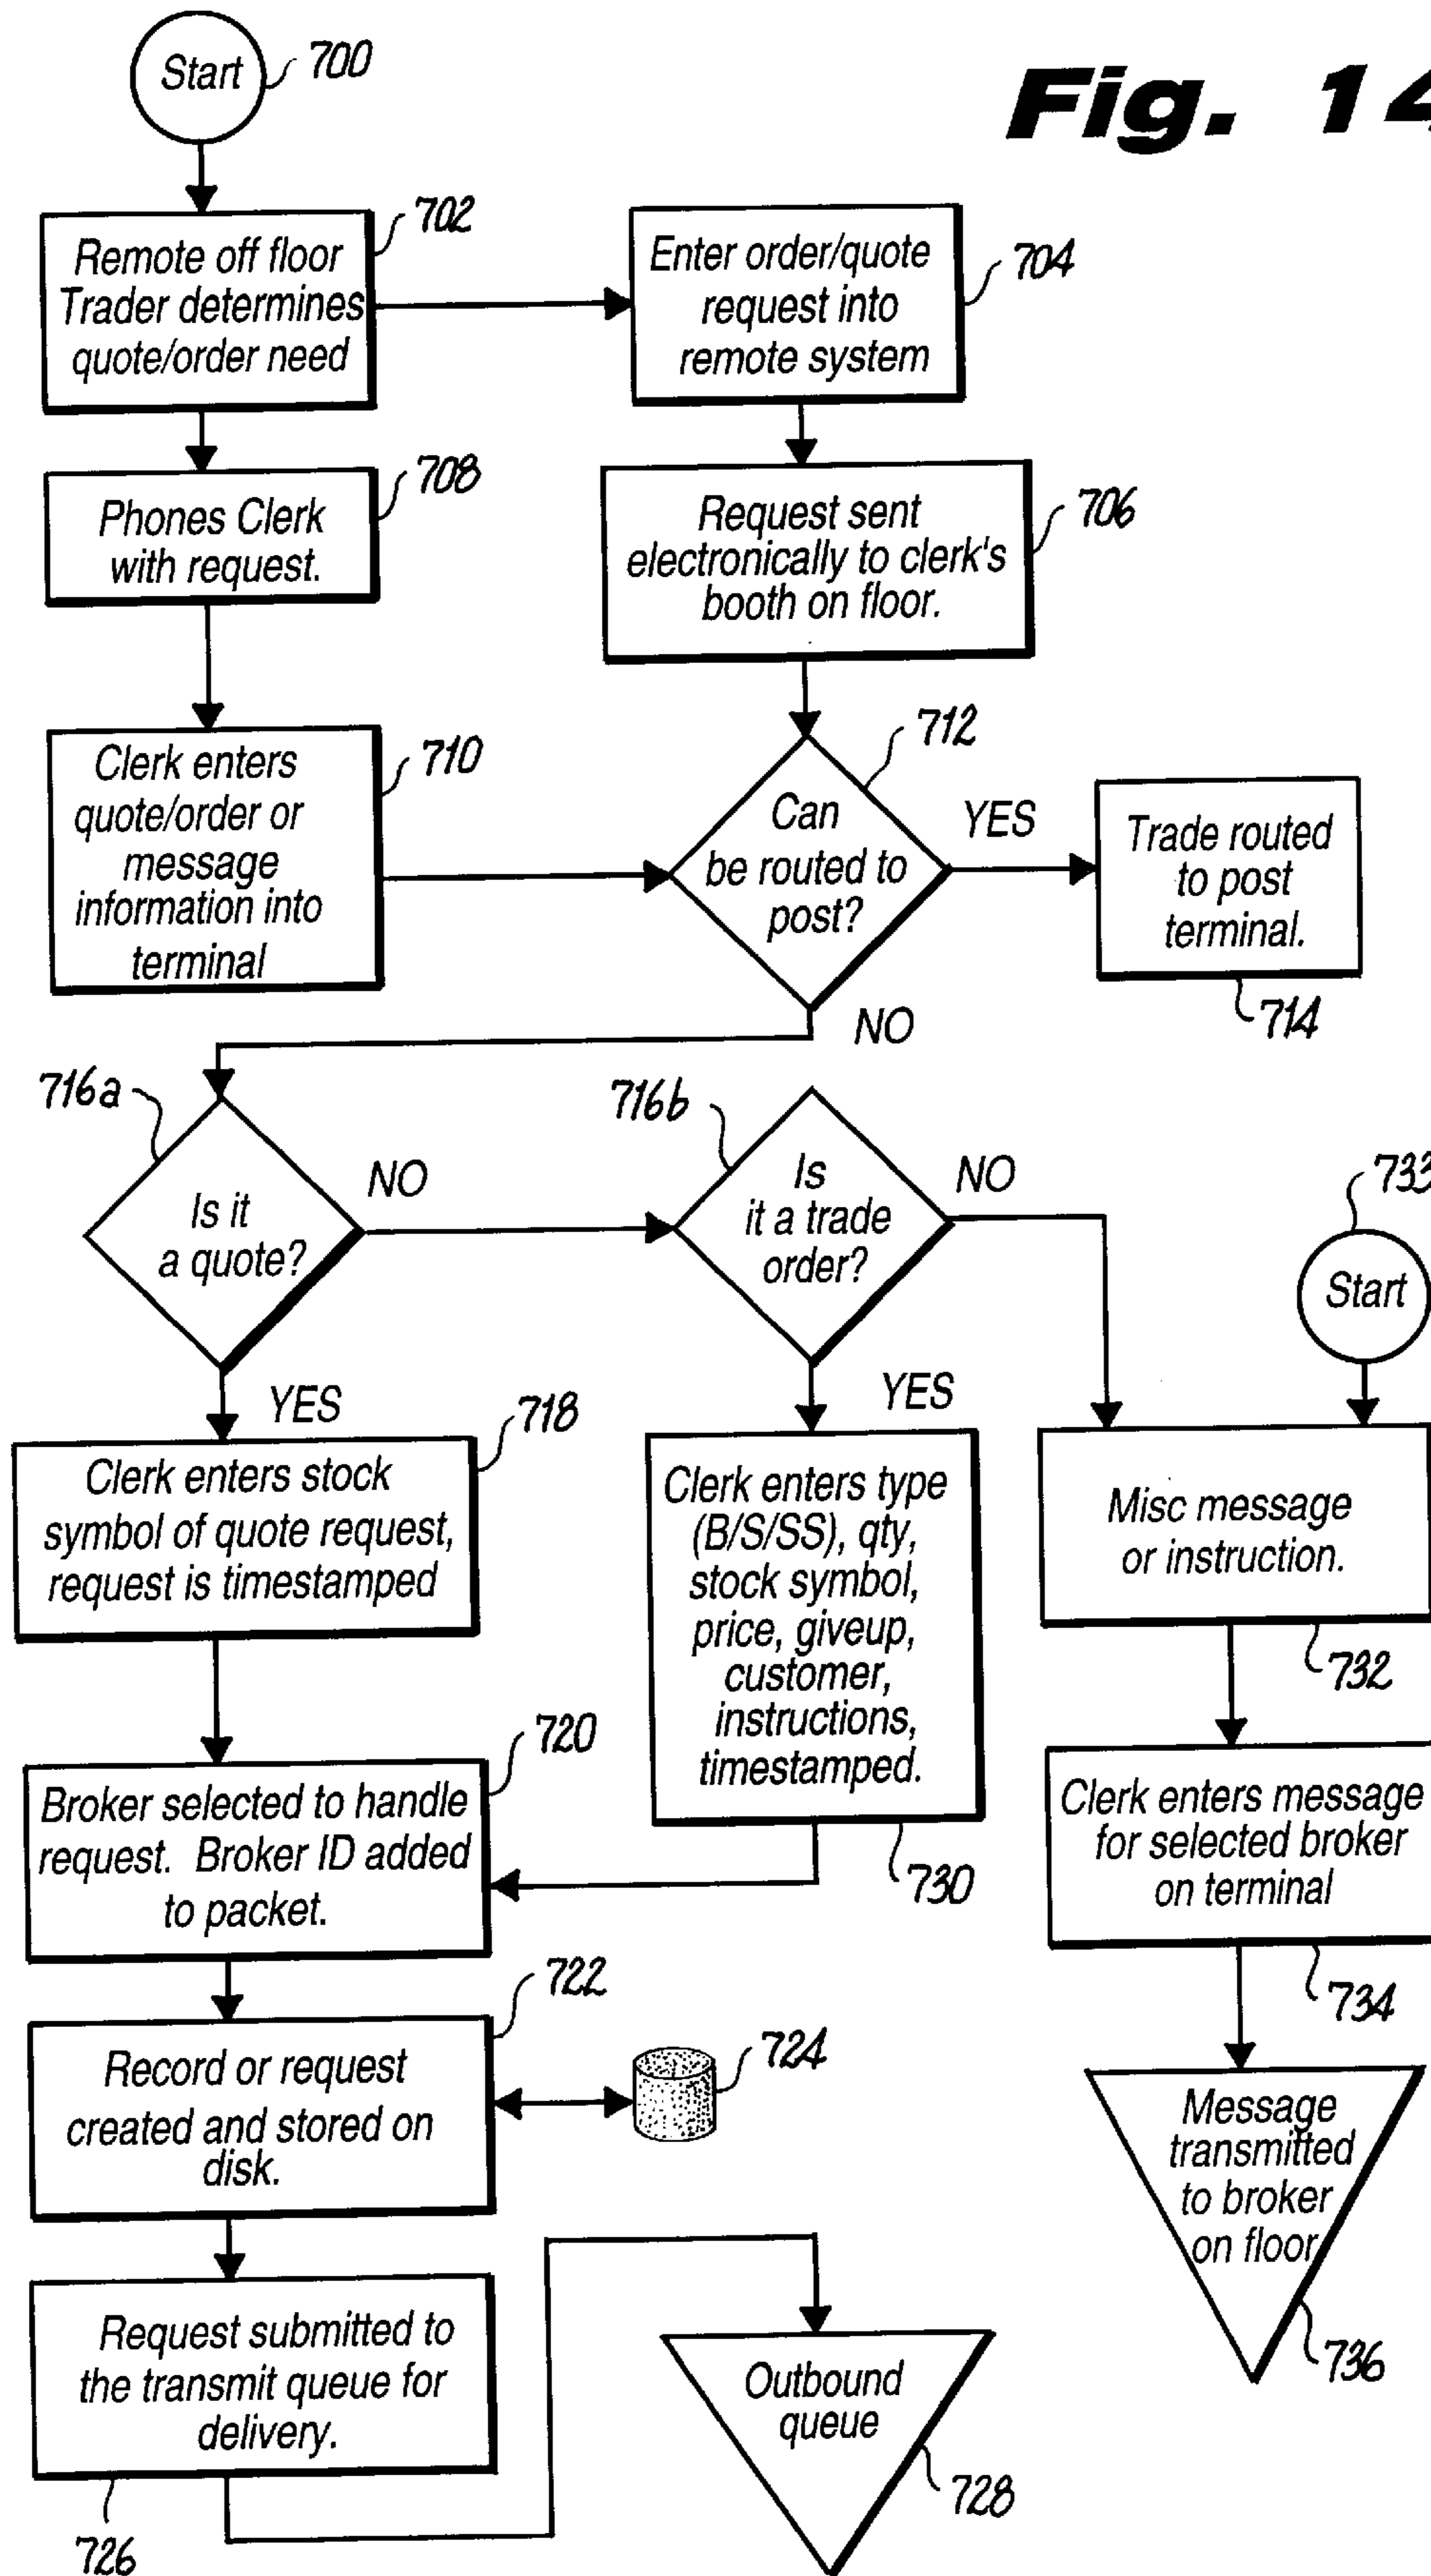 Start
700
Fig. 14
702
Remote off floor
Trader determines
quote/order need
Enter order/quote
request into
remote system
704
708
Phones Clerk
with request.
Request sent
electronically to clerk's
booth on floor.
706
710
Clerk enters
quote/order or
message
information into
terminal
712
Can
be routed to
post?
YES
Trade routed
to post
terminal.
714
NO
716a
Is it
a quote?
NO
716b
Is
it a trade
order?
NO
733
Start
YES
718
Clerk enters stock
symbol of quote request,
request is timestamped
YES
Clerk enters type
(B/S/SS), qty,
stock symbol,
price, giveup,
customer,
instructions,
timestamped.
730
Misc message
or instruction.
732
720
Broker selected to handle
request. Broker ID added
to packet.
Clerk enters message
for selected broker
on terminal
734
722
Record or request
created and stored on
disk.
724
Message
transmitted
to broker
on floor
736
Request submitted to
the transmit queue for
delivery.
726
Outbound
queue
728